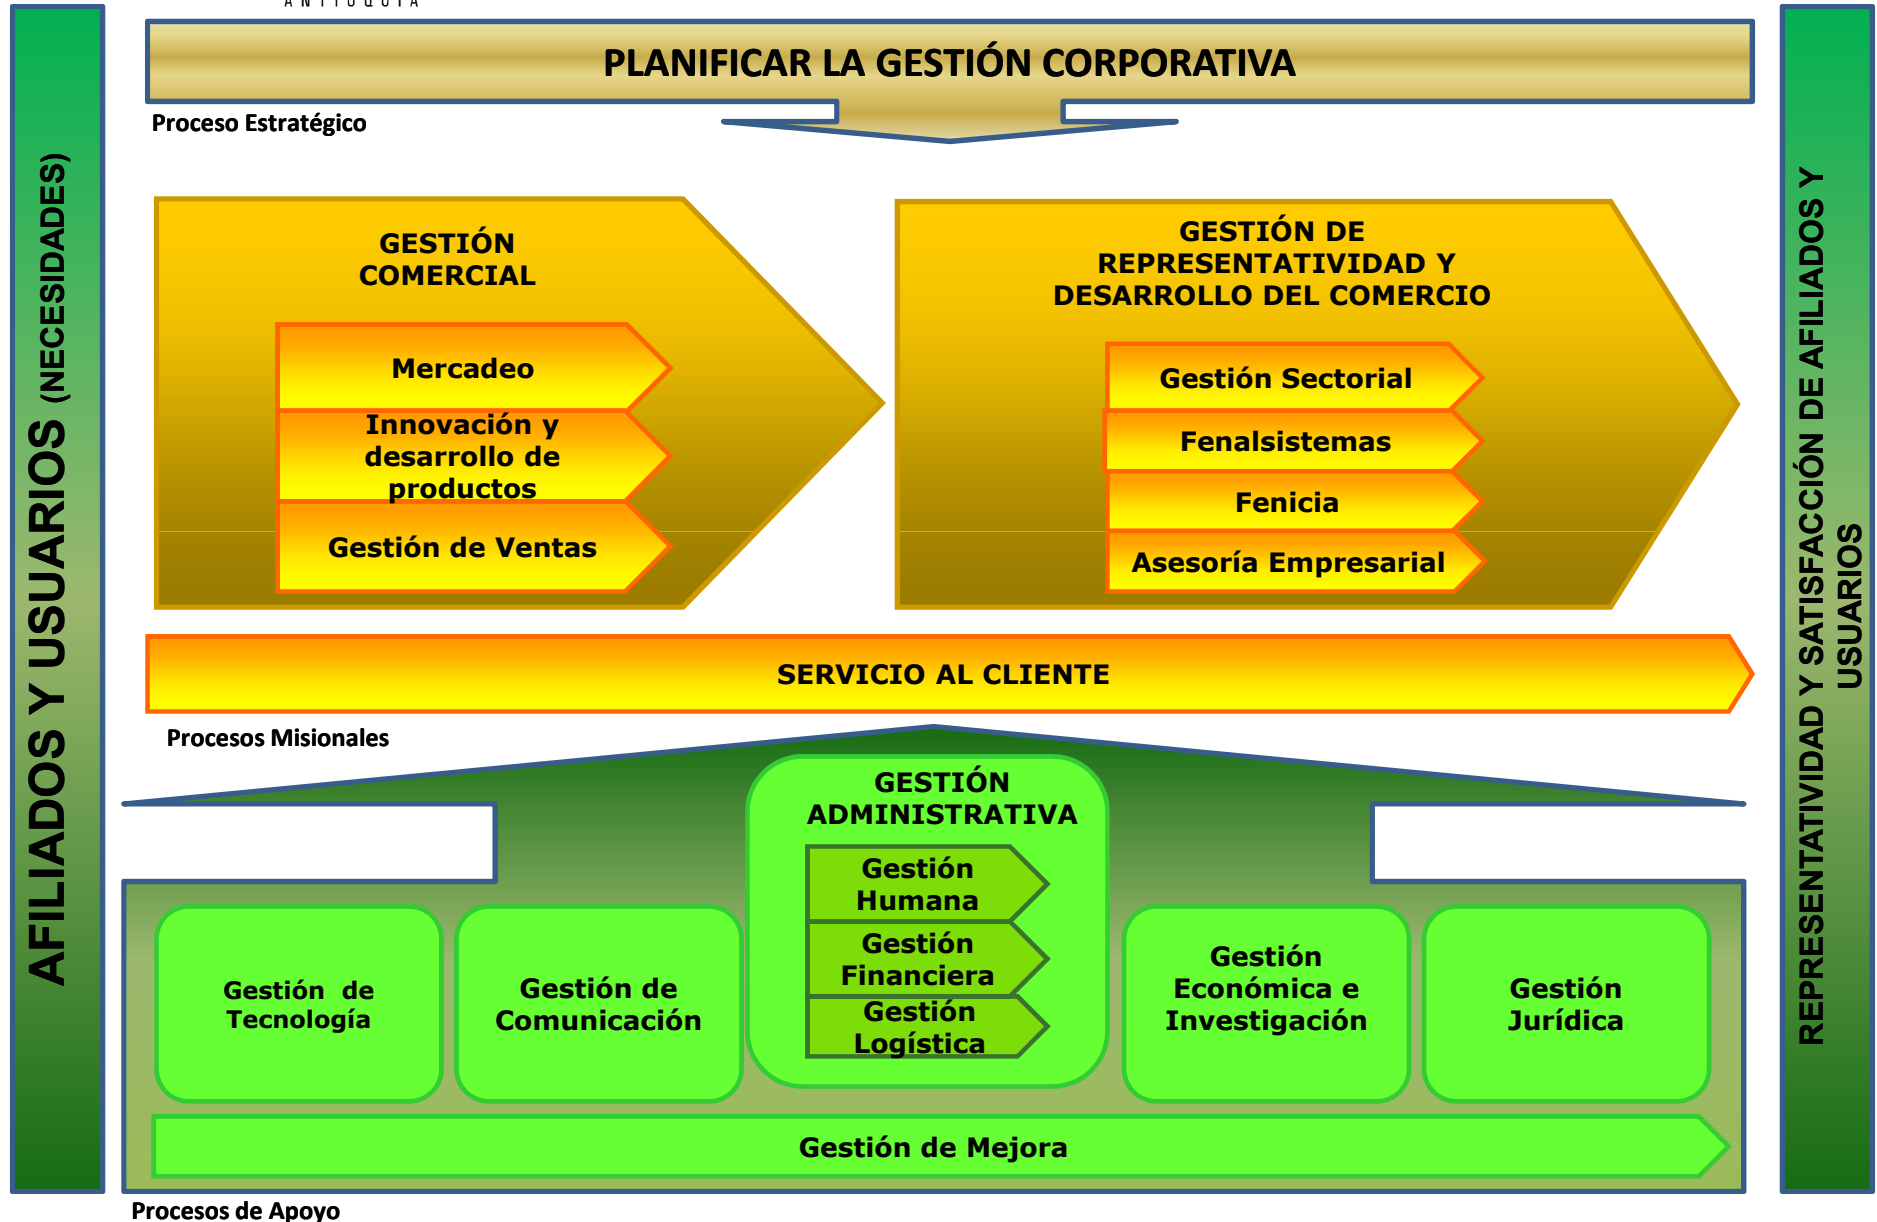 ANTIOQUIA
PLANIFICAR LA GESTIÓN CORPORATIVA
Proceso Estratégico
AFILIADOS Y USUARIOS (NECESIDADES)
GESTIÓN
COMERCIAL
Mercadeo
Innovación y
desarrollo de
productos
Gestión de Ventas
GESTIÓN DE
REPRESENTATIVIDAD Y
DESARROLLO DEL COMERCIO
Gestión Sectorial
Fenalsistemas
Fenicia
Asesoría Empresarial
SERVICIO AL CLIENTE
Procesos Misionales
GESTIÓN
ADMINISTRATIVA
Gestión
Humana
Gestión
Financiera
Gestión
Logística
Gestión de
Tecnología
Gestión de
Comunicación
Gestión
Económica e
Investigación
Gestión
Jurídica
Gestión de Mejora
Procesos de Apoyo
REPRESENTATIVIDAD Y SATISFACCIÓN DE AFILIADOS Y
USUARIOS